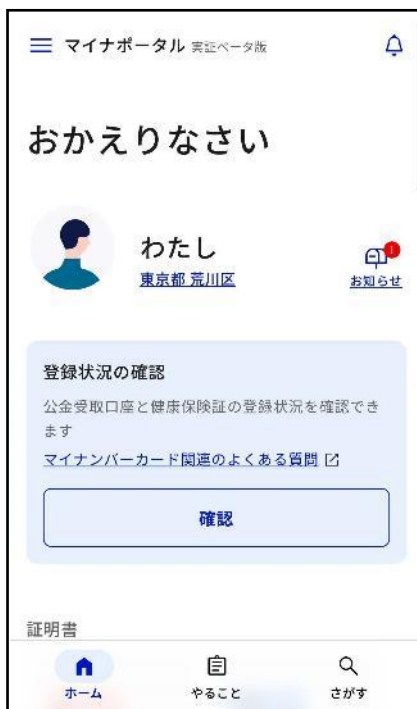 マイナポータル 実証ベータ版
おかえりなさい
わたし
東京都 荒川区
1
お知らせ
登録状況の確認
公金受取口座と健康保険証の登録状況を確認でき
ます
マイナンバーカード関連のよくある質問
確認
証明書
ホーム
やること
さがす